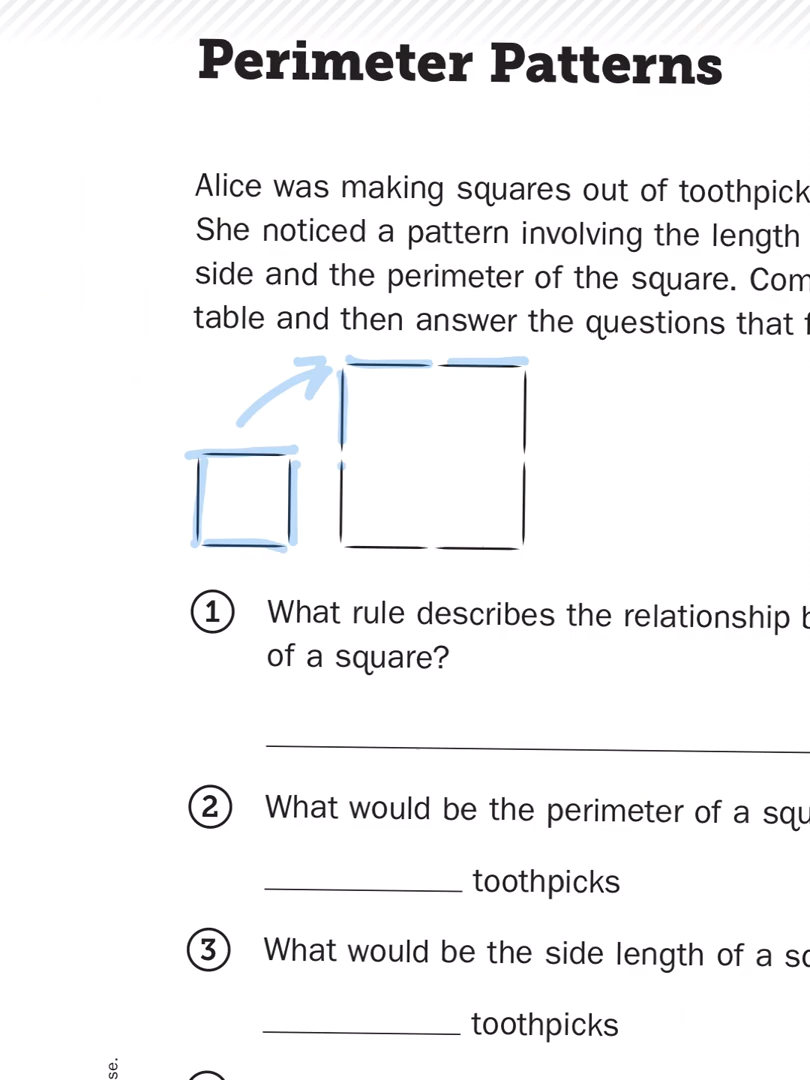 Perimeter Patterns
Alice was making squares out of toothpick
She noticed a pattern involving the length
side and the perimeter of the square. Com
table and then answer the questions that f
1 What rule describes the relationship b
of a square?
2 What would be the perimeter of a squ
toothpicks
3 What would be the side length of a sq
toothpicks
se.